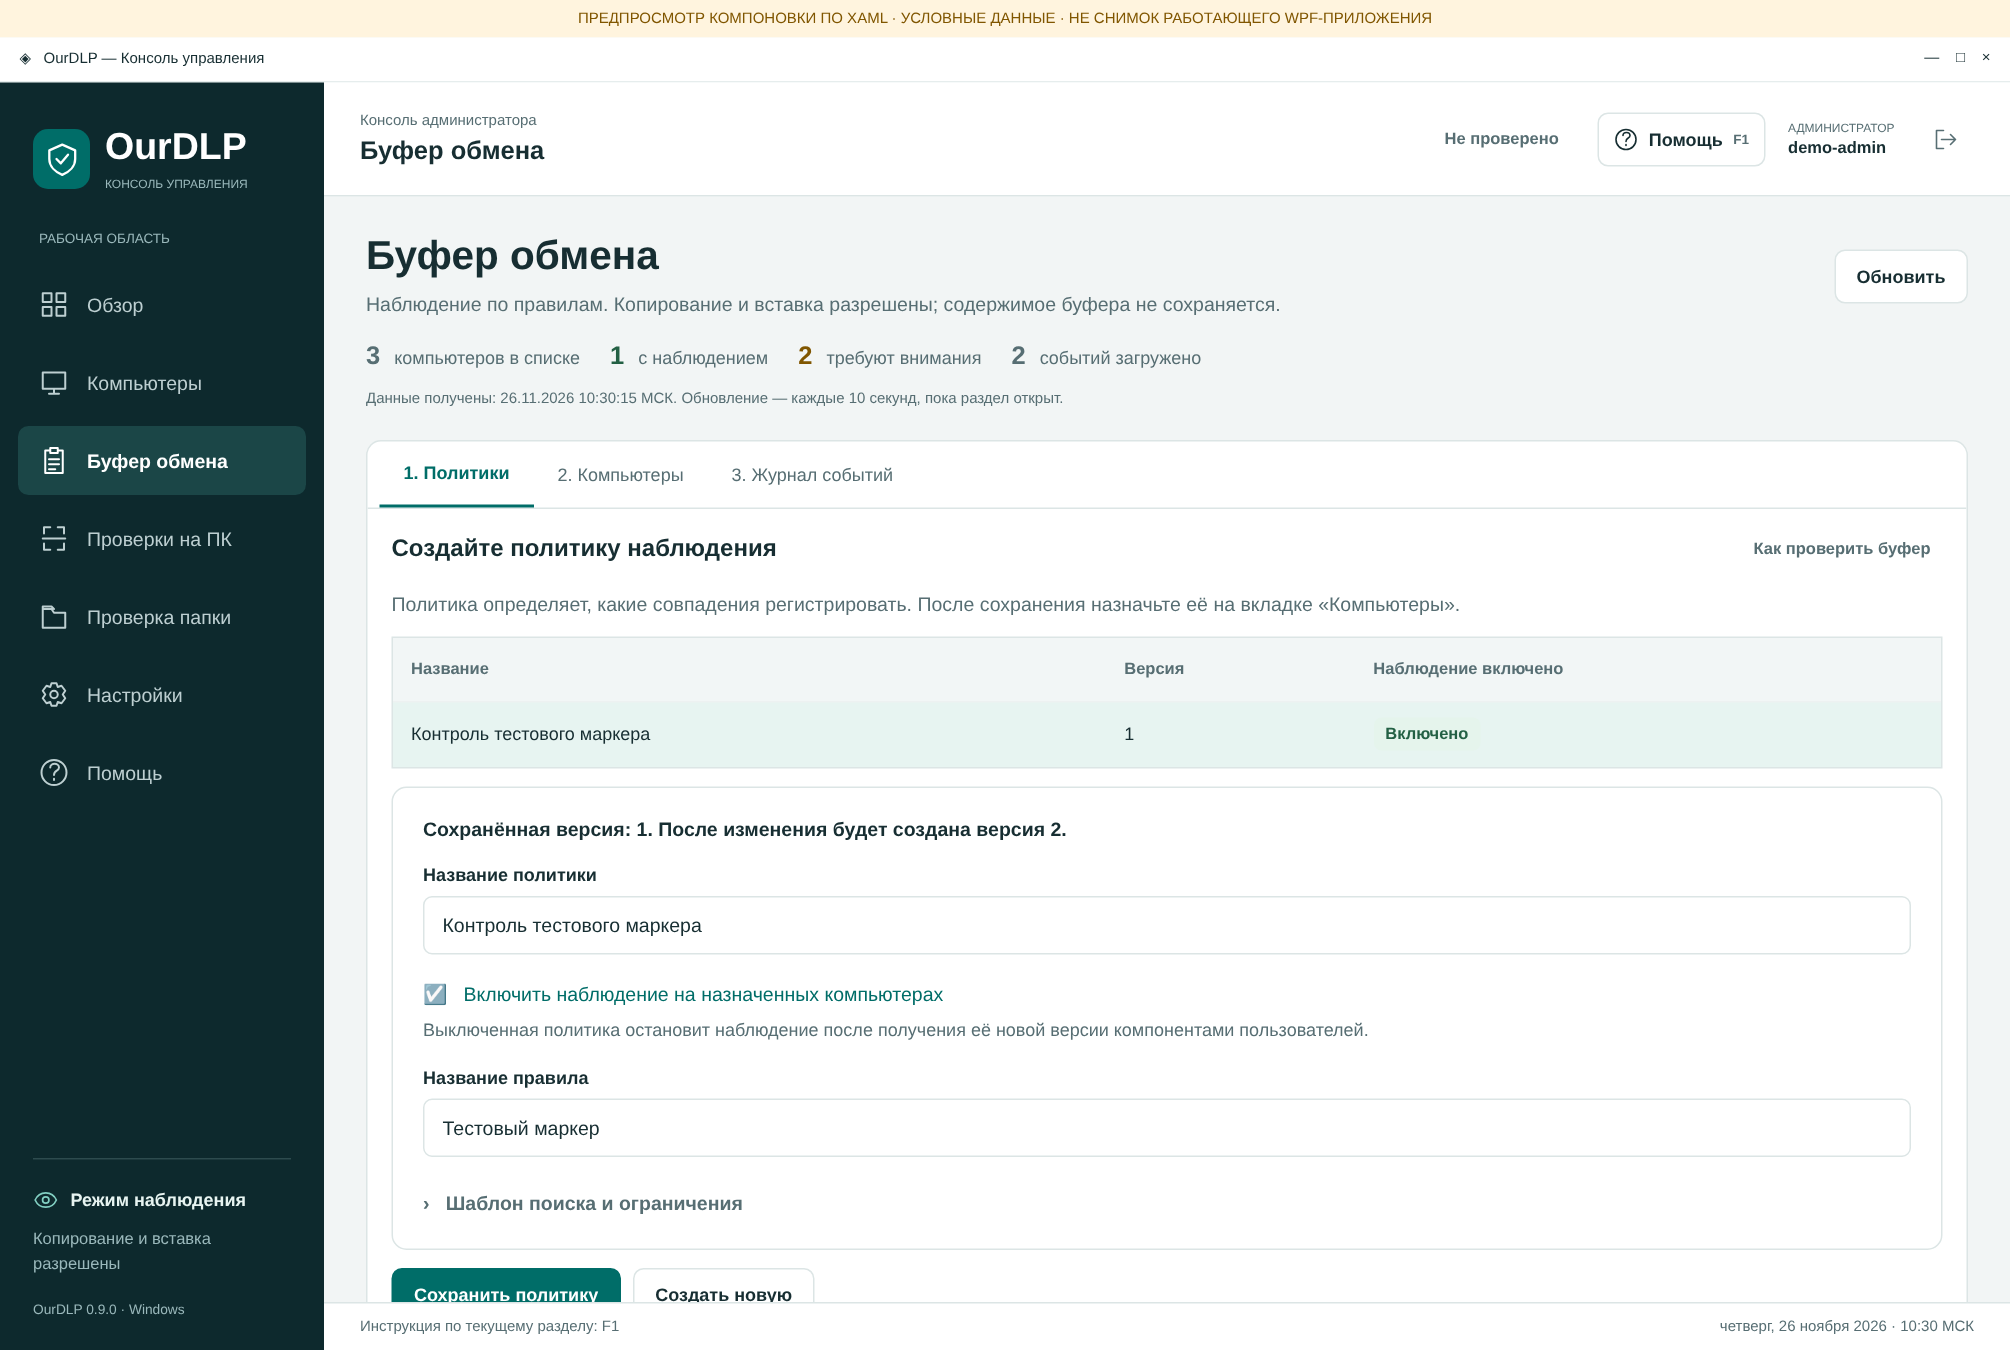 ПРЕДПРОСМОТР КОМПОНОВКИ ПО XAML · УСЛОВНЫЕ ДАННЫЕ · НЕ СНИМОК РАБОТАЮЩЕГО WPF-ПРИЛОЖЕНИЯ
OurDLP — Консоль управления
OurDLP
КОНСОЛЬ УПРАВЛЕНИЯ
РАБОЧАЯ ОБЛАСТЬ
Обзор
Компьютеры
Буфер обмена
Проверки на ПК
Проверка папки
Настройки
Помощь
Режим наблюдения
Копирование и вставка
разрешены
OurDLP 0.9.0 · Windows
Консоль администратора
Буфер обмена
Не проверено
Помощь F1
АДМИНИСТРАТОР
demo-admin
Буфер обмена
Наблюдение по правилам. Копирование и вставка разрешены; содержимое буфера не сохраняется.
Обновить
3 компьютеров в списке 1 с наблюдением 2 требуют внимания 2 событий загружено
Данные получены: 26.11.2026 10:30:15 МСК. Обновление — каждые 10 секунд, пока раздел открыт.
1. Политики 2. Компьютеры 3. Журнал событий
Создайте политику наблюдения
Как проверить буфер
Политика определяет, какие совпадения регистрировать. После сохранения назначьте её на вкладке «Компьютеры».
Название Версия Наблюдение включено
Контроль тестового маркера 1 Включено
Сохранённая версия: 1. После изменения будет создана версия 2.
Название политики
Контроль тестового маркера
Включить наблюдение на назначенных компьютерах
Выключенная политика остановит наблюдение после получения её новой версии компонентами пользователей.
Название правила
Тестовый маркер
› Шаблон поиска и ограничения
Сохранить политику Создать новую
Инструкция по текущему разделу: F1
четверг, 26 ноября 2026 · 10:30 МСК